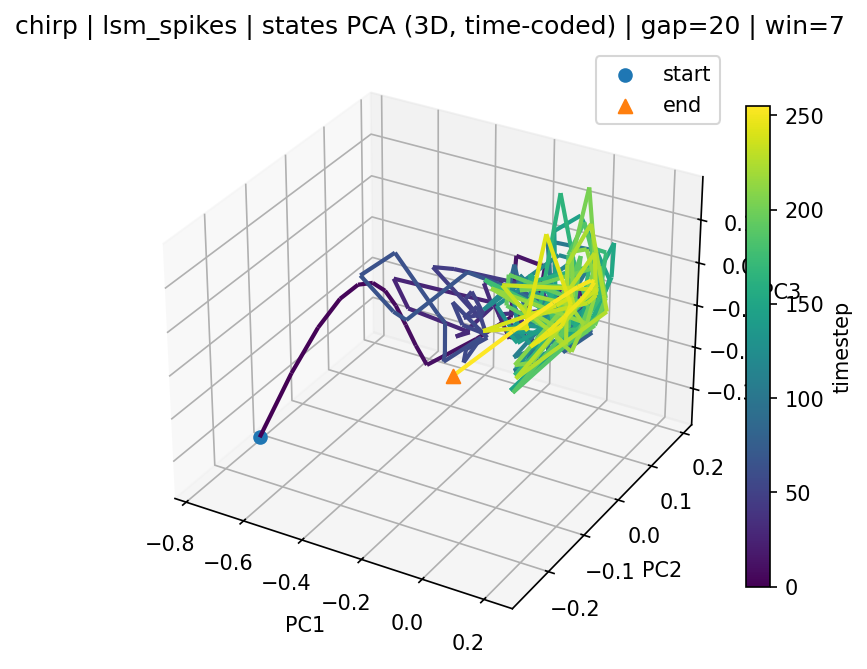 chirp | lsm_spikes | states PCA (3D, time-coded) | gap=20 | win=7
start
end
250
200
150
100
50
0
timestep
PC3
−0.8
−0.6
−0.4
−0.2
0.0
0.2
PC1
−0.2
−0.1
0.0
0.1
0.2
PC2